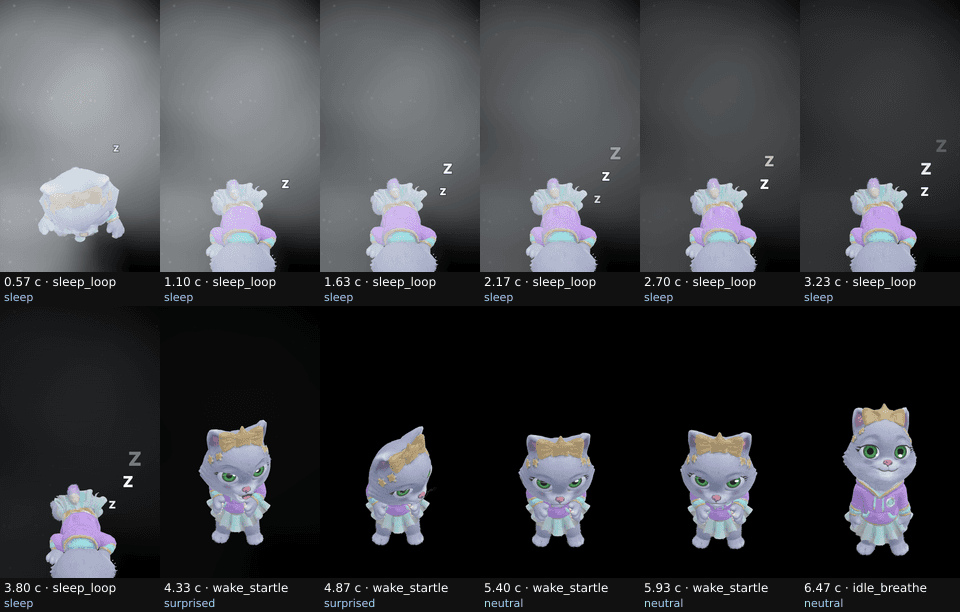 z
z
z
z
z
z
z
z
z
z
z
z
0.57 c · sleep_loop
sleep
1.10 c · sleep_loop
sleep
1.63 c · sleep_loop
sleep
2.17 c · sleep_loop
sleep
2.70 c · sleep_loop
sleep
3.23 c · sleep_loop
sleep
z
z
z
3.80 c · sleep_loop
sleep
4.33 c · wake_startle
surprised
4.87 c · wake_startle
surprised
5.40 c · wake_startle
neutral
5.93 c · wake_startle
neutral
6.47 c · idle_breathe
neutral